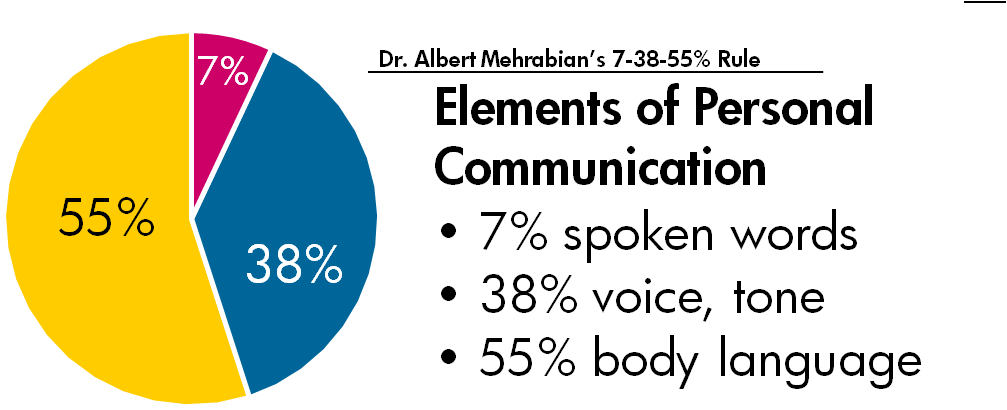 7%
55%
38%
Dr. Albert Mehrabian's 7-38-55% Rule
Elements of Personal
Communication
• 7% spoken words
• 38% voice, tone
• 55% body language